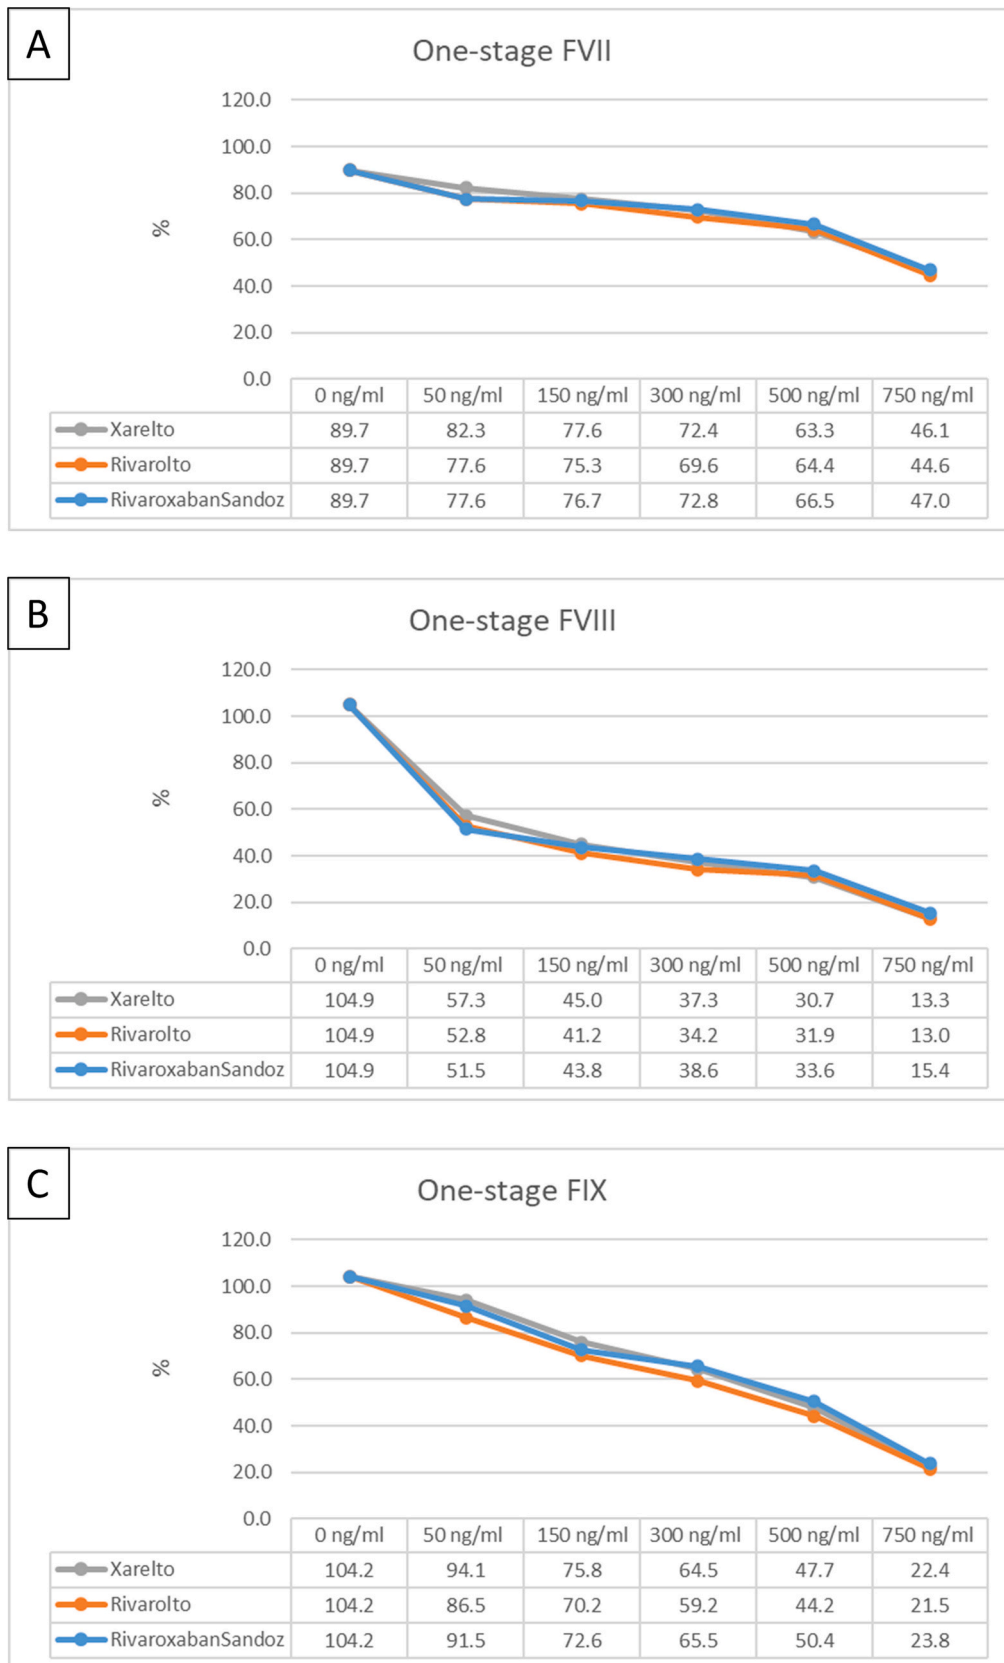 A
One-stage FVII
120.0
100.0
80.0
60.0
40.0
20.0
0.0
%
0 ng/ml 50 ng/ml 150 ng/ml 300 ng/ml 500 ng/ml 750 ng/ml
Xarelto 89.7 82.3 77.6 72.4 63.3 46.1
Rivarolto 89.7 77.6 75.3 69.6 64.4 44.6
RivaroxabanSandoz 89.7 77.6 76.7 72.8 66.5 47.0
B
One-stage FVIII
120.0
100.0
80.0
60.0
40.0
20.0
0.0
%
0 ng/ml 50 ng/ml 150 ng/ml 300 ng/ml 500 ng/ml 750 ng/ml
Xarelto 104.9 57.3 45.0 37.3 30.7 13.3
Rivarolto 104.9 52.8 41.2 34.2 31.9 13.0
RivaroxabanSandoz 104.9 51.5 43.8 38.6 33.6 15.4
C
One-stage FIX
120.0
100.0
80.0
60.0
40.0
20.0
0.0
%
0 ng/ml 50 ng/ml 150 ng/ml 300 ng/ml 500 ng/ml 750 ng/ml
Xarelto 104.2 94.1 75.8 64.5 47.7 22.4
Rivarolto 104.2 86.5 70.2 59.2 44.2 21.5
RivaroxabanSandoz 104.2 91.5 72.6 65.5 50.4 23.8